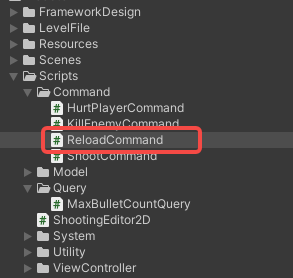 FrameworkDesign
LevelFile
Resources
Scenes
Scripts
Command
HurtPlayerCommand
KillEnemyCommand
ReloadCommand
ShootCommand
Model
Query
MaxBulletCountQuery
ShootingEditor2D
System
Utility
ViewController